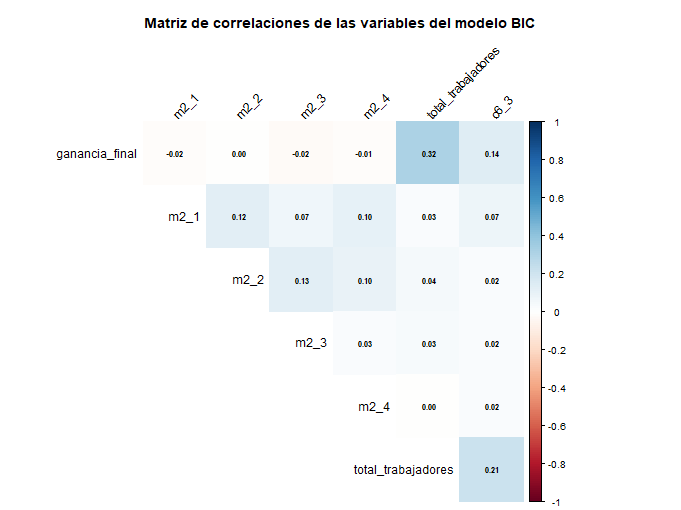 Matriz de correlaciones de las variables del modelo BIC
m2_1 m2_2 m2_3 m2_4 total_trabajadores c6_3
ganancia_final -0.02 0.00 -0.02 -0.01 0.32 0.14
m2_1 0.12 0.07 0.10 0.03 0.07
m2_2 0.13 0.10 0.04 0.02
m2_3 0.03 0.03 0.02
m2_4 0.00 0.02
total_trabajadores 0.21
1
0.8
0.6
0.4
0.2
0
-0.2
-0.4
-0.6
-0.8
-1